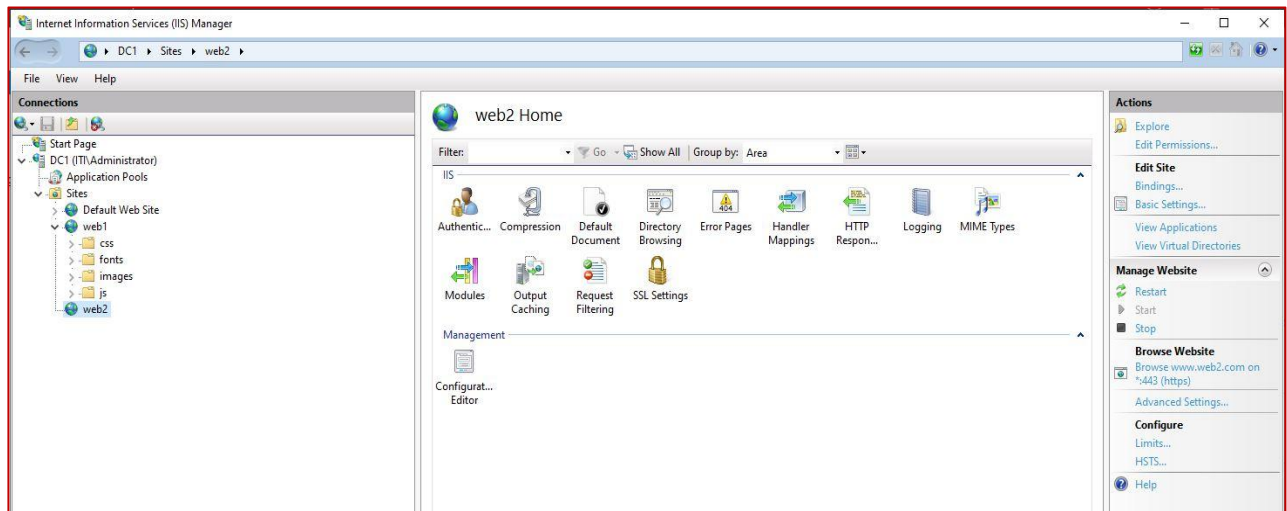 Internet Information Services (IIS) Manager
DC1 Sites web2
File View Help
Connections
Start Page
DC1 (ITI\Administrator)
Application Pools
Sites
Default Web Site
web1
css
fonts
images
js
web2
web2 Home
Filter: Go Show All Group by: Area
IIS
Authentic... Compression Default Document Directory Browsing Error Pages Handler Mappings HTTP Respon... Logging MIME Types
Modules Output Caching Request Filtering SSL Settings
Management
Configurat... Editor
Actions
Explore
Edit Permissions...
Edit Site
Bindings...
Basic Settings...
View Applications
View Virtual Directories
Manage Website
Restart
Start
Stop
Browse Website
Browse www.web2.com on
*:443 (https)
Advanced Settings...
Configure
Limits...
HSTS...
Help